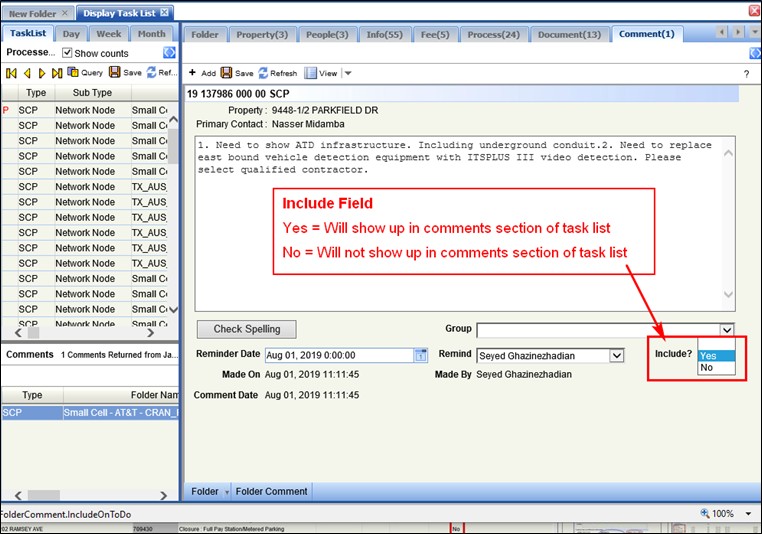 New Folder
Display Task List
TaskList Day Week Month
Folder Property(3) People(3) Info(55) Fee(5) Process(24) Document(13) Comment(1)
Processe... Show counts
Query Save Ref...
Add Save Refresh View
?
Type Sub Type
P SCP Network Node Small C
SCP Network Node Small C
SCP Network Node Small C
SCP Network Node Small C
SCP Network Node Small C
SCP Network Node TX_AUS_
SCP Network Node TX_AUS_
SCP Network Node TX_AUS_
SCP Network Node TX_AUS_
SCP Network Node TX_AUS_
SCP Network Node TX_AUS_
SCP Network Node Small C
SCP Network Node Small C
SCP Network Node Small C
19 137986 000 00 SCP
Property : 9448-1/2 PARKFIELD DR
Primary Contact : Nasser Midamba
1. Need to show ATD infrastructure. Including underground conduit.2. Need to replace
east bound vehicle detection equipment with ITSPLUS III video detection. Please
select qualified contractor.
Include Field
Yes = Will show up in comments section of task list
No = Will not show up in comments section of task list
Check Spelling
Group
Reminder Date Aug 01, 2019 0:00:00
Remind Seyed Ghazinezhadian
Include?
Yes
No
Made On Aug 01, 2019 11:11:45
Made By Seyed Ghazinezhadian
Comment Date Aug 01, 2019 11:11:45
Comments 1 Comments Returned from Ja...
Type Folder Nam
SCP Small Cell - AT&T - CRAN_
Folder Folder Comment
FolderComment.IncludeOnToDo
100%
02 RAMSEY AVE 799430 Closure : Full Pay Station/Metered Parking No